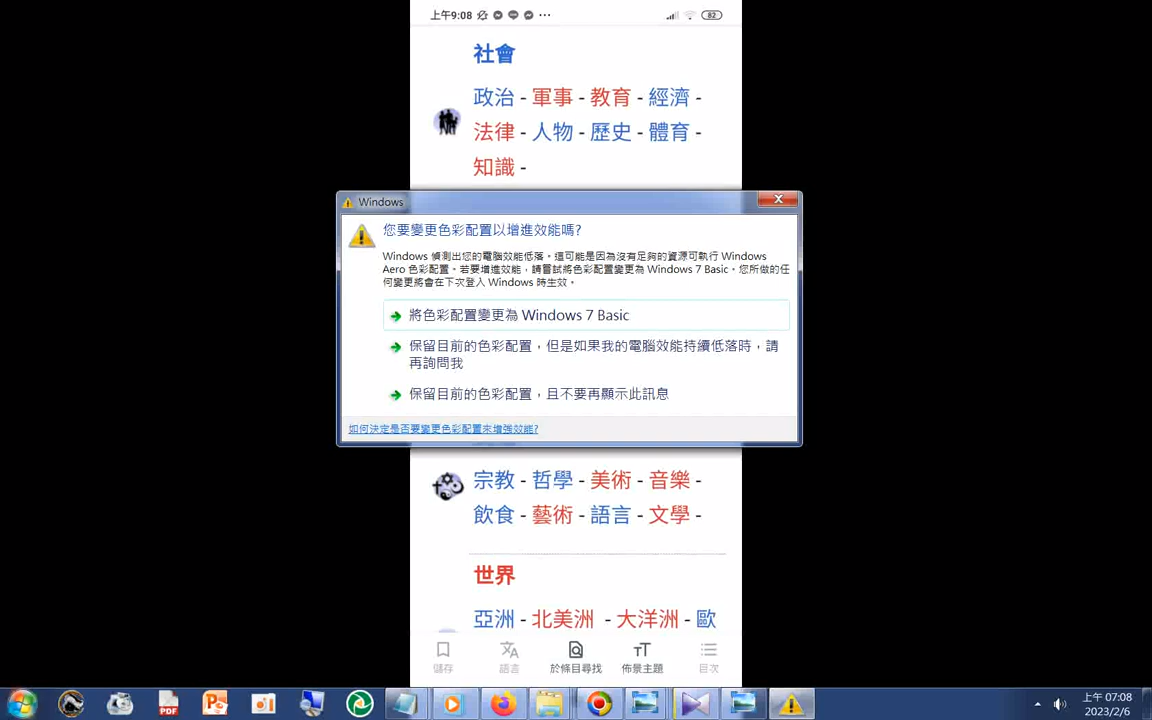 上午9:08
82
社會
政治 - 軍事 - 教育 - 經濟 -
法律 - 人物 - 歷史 - 體育 -
知識 -
Windows
您要變更色彩配置以增進效能嗎?
Windows 偵測出您的電腦效能低落。這可能是因為沒有足夠的資源可執行 Windows
Aero 色彩配置。若要增進效能，請嘗試將色彩配置變更為 Windows 7 Basic。您所做的任
何變更將會在下次登入 Windows 時生效。
將色彩配置變更為 Windows 7 Basic
保留目前的色彩配置，但是如果我的電腦效能持續低落時，請
再詢問我
保留目前的色彩配置，且不要再顯示此訊息
如何決定是否要變更色彩配置來增強效能?
宗教 - 哲學 - 美術 - 音樂 -
飲食 - 藝術 - 語言 - 文學 -
世界
亞洲 - 北美洲 - 大洋洲 - 歐
儲存
語言
於條目尋找
佈景主題
目次
PDF
上午 07:08
2023/2/6